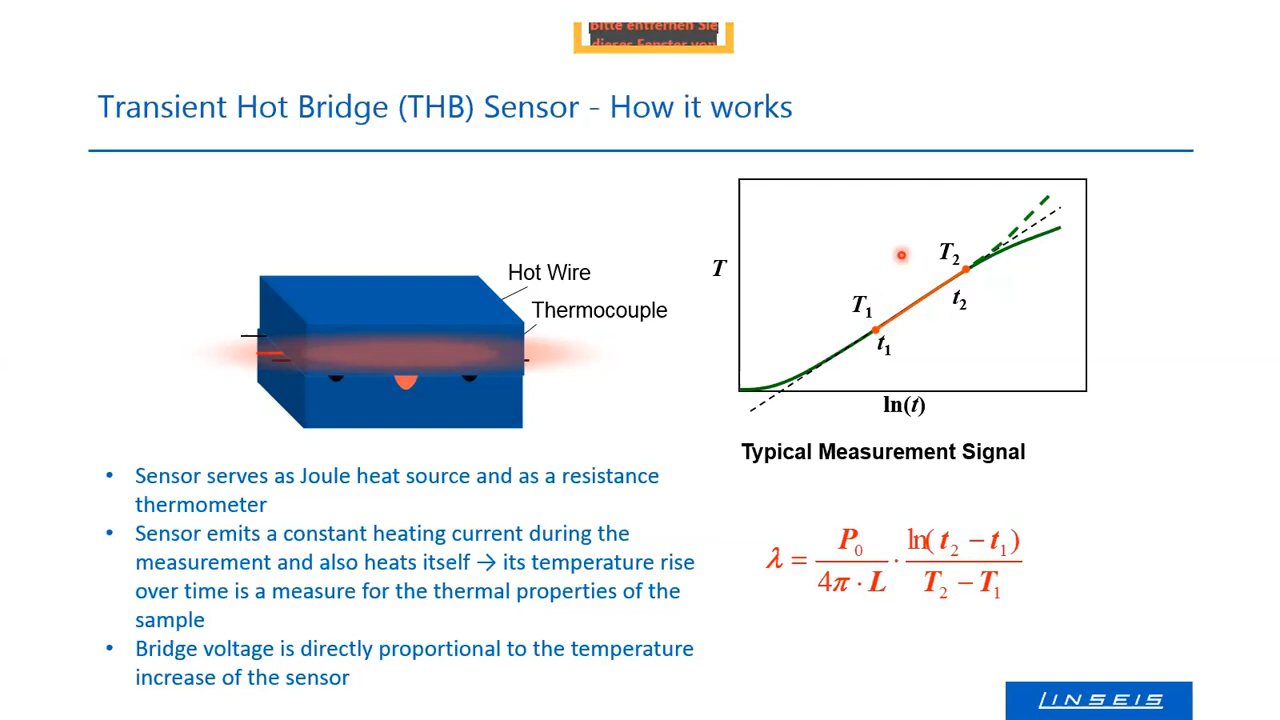 Bitte entfernen Sie
dieses Fenster von
Transient Hot Bridge (THB) Sensor - How it works
Hot Wire
Thermocouple
T
T₁
t₁
T₂
t₂
ln(t)
Typical Measurement Signal
• Sensor serves as Joule heat source and as a resistance
thermometer
• Sensor emits a constant heating current during the
measurement and also heats itself → its temperature rise
over time is a measure for the thermal properties of the
sample
• Bridge voltage is directly proportional to the temperature
increase of the sensor
λ = P₀ / (4π · L) · ln(t₂ − t₁) / (T₂ − T₁)
LINSEIS